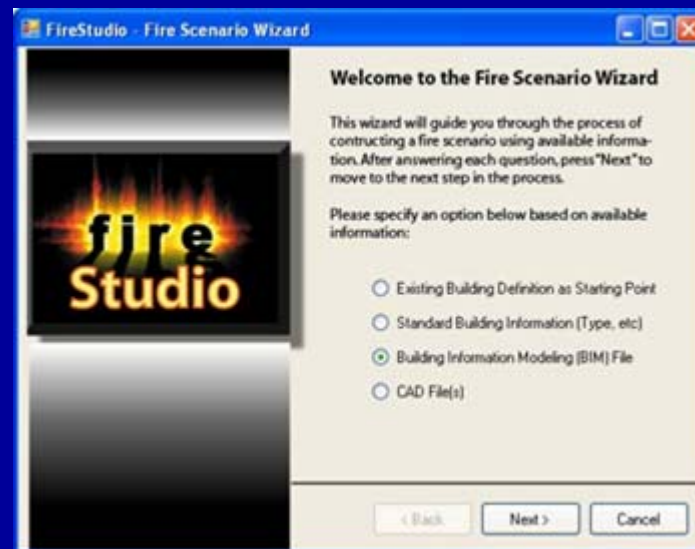 FireStudio - Fire Scenario Wizard
fire
Studio
Welcome to the Fire Scenario Wizard
This wizard will guide you through the process of
contructing a fire scenario using available informa-
tion. After answering each question, press "Next" to
move to the next step in the process.
Please specify an option below based on available
information:
Existing Building Definition as Starting Point
Standard Building Information (Type, etc)
Building Information Modeling (BIM) File
CAD File(s)
< Back
Next >
Cancel